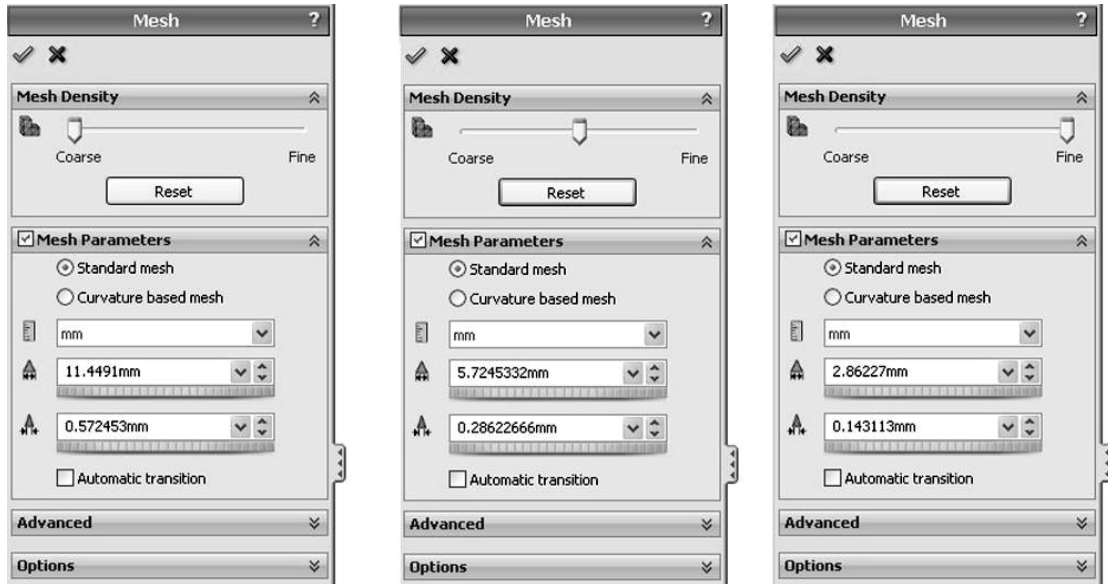 Mesh ?
Mesh Density
Coarse Fine
Reset
Mesh Parameters
Standard mesh
Curvature based mesh
mm
11.4491mm
0.572453mm
Automatic transition
Advanced
Options
Mesh ?
Mesh Density
Coarse Fine
Reset
Mesh Parameters
Standard mesh
Curvature based mesh
mm
5.7245332mm
0.28622666mm
Automatic transition
Advanced
Options
Mesh ?
Mesh Density
Coarse Fine
Reset
Mesh Parameters
Standard mesh
Curvature based mesh
mm
2.86227mm
0.143113mm
Automatic transition
Advanced
Options